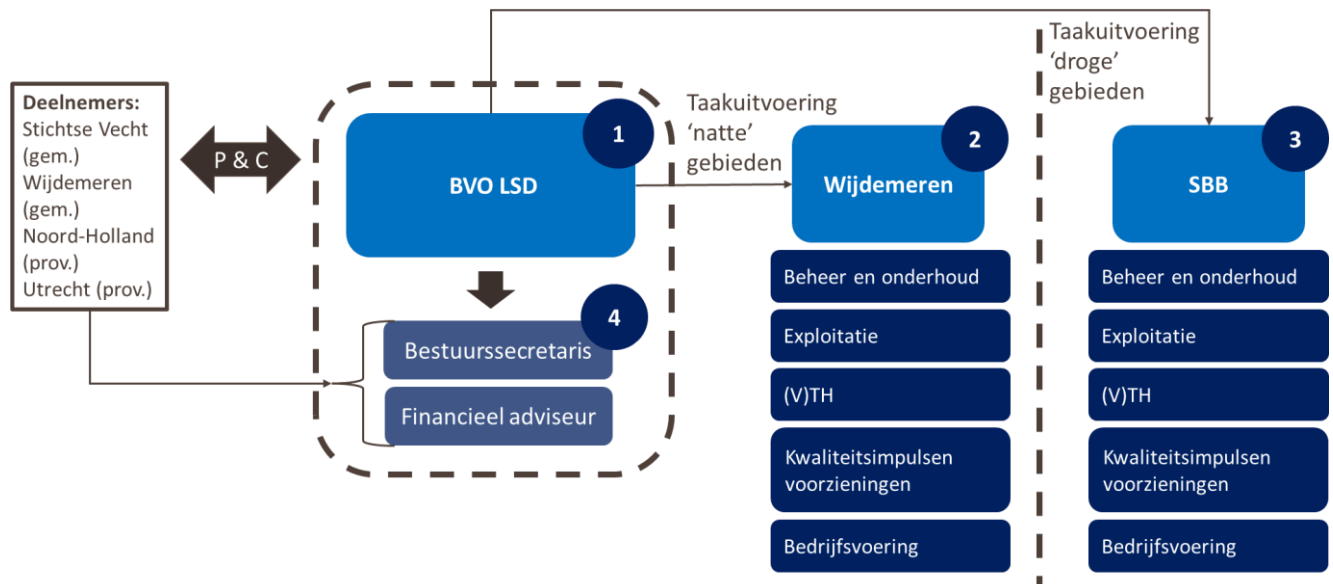 Deelnemers:
Stichtse Vecht
(gem.)
Wijdemeren
(gem.)
Noord-Holland
(prov.)
Utrecht (prov.)
P & C
1
BVO LSD
4
Bestuurssecretaris
Financieel adviseur
Taakuitvoering
‘natte’
gebieden
2
Wijdemeren
Beheer en onderhoud
Exploitatie
(V)TH
Kwaliteitsimpulsen
voorzieningen
Bedrijfsvoering
Taakuitvoering
‘droge’
gebieden
3
SBB
Beheer en onderhoud
Exploitatie
(V)TH
Kwaliteitsimpulsen
voorzieningen
Bedrijfsvoering